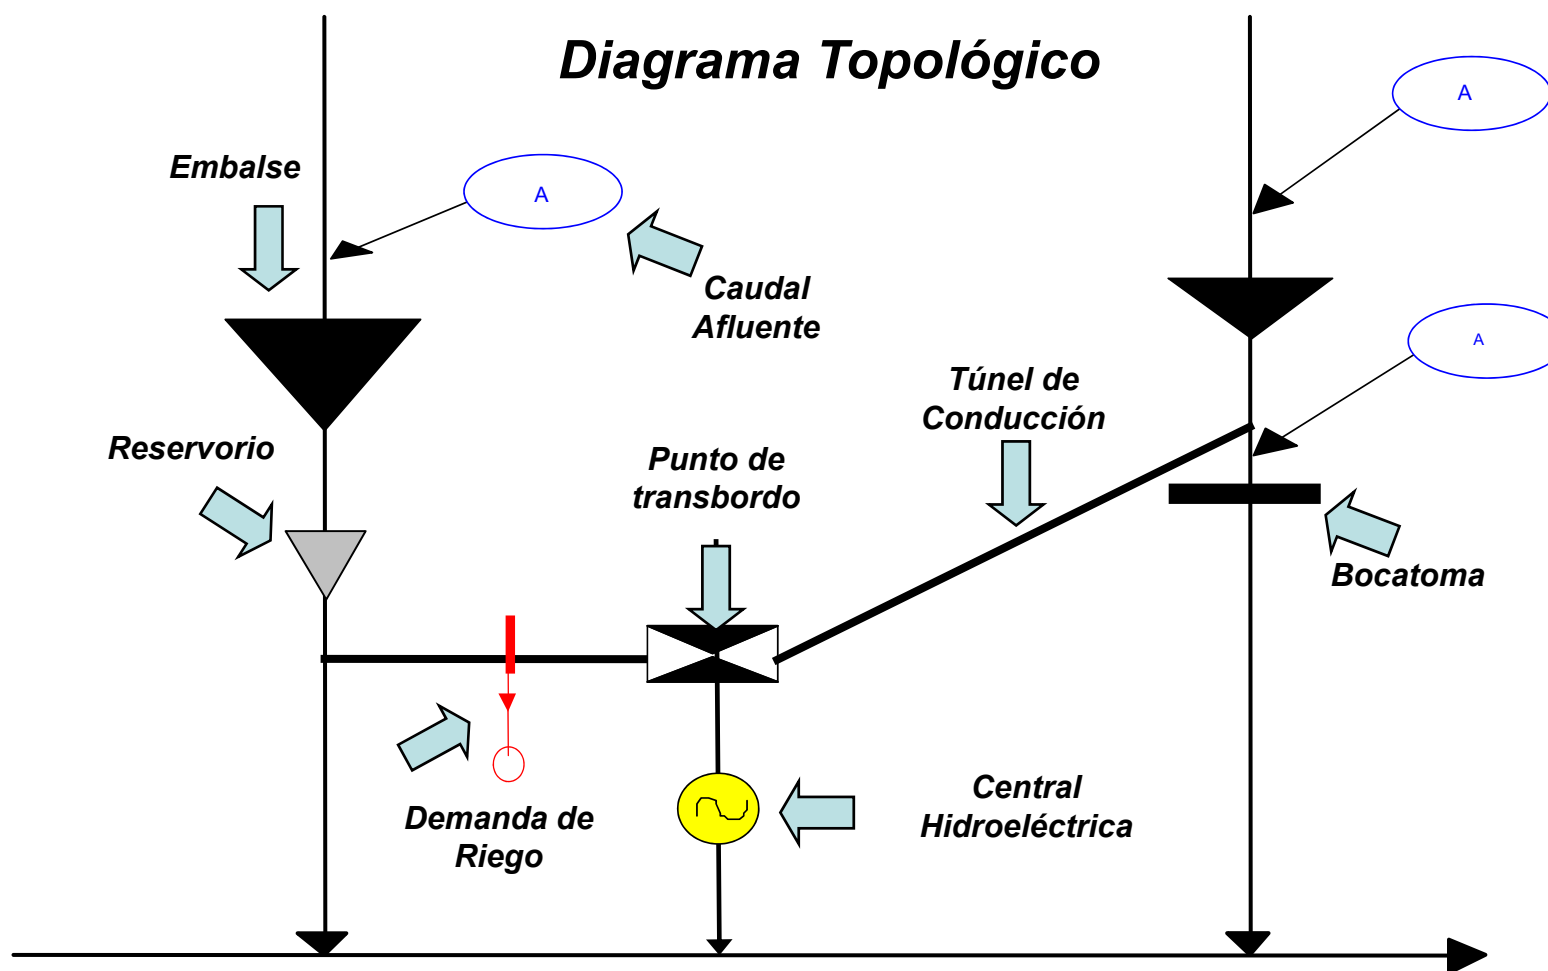 Diagrama Topológico
A
Embalse
A
Caudal
Afluente
A
Túnel de
Conducción
Reservorio
Punto de
transbordo
Bocatoma
Demanda de
Riego
Central
Hidroeléctrica